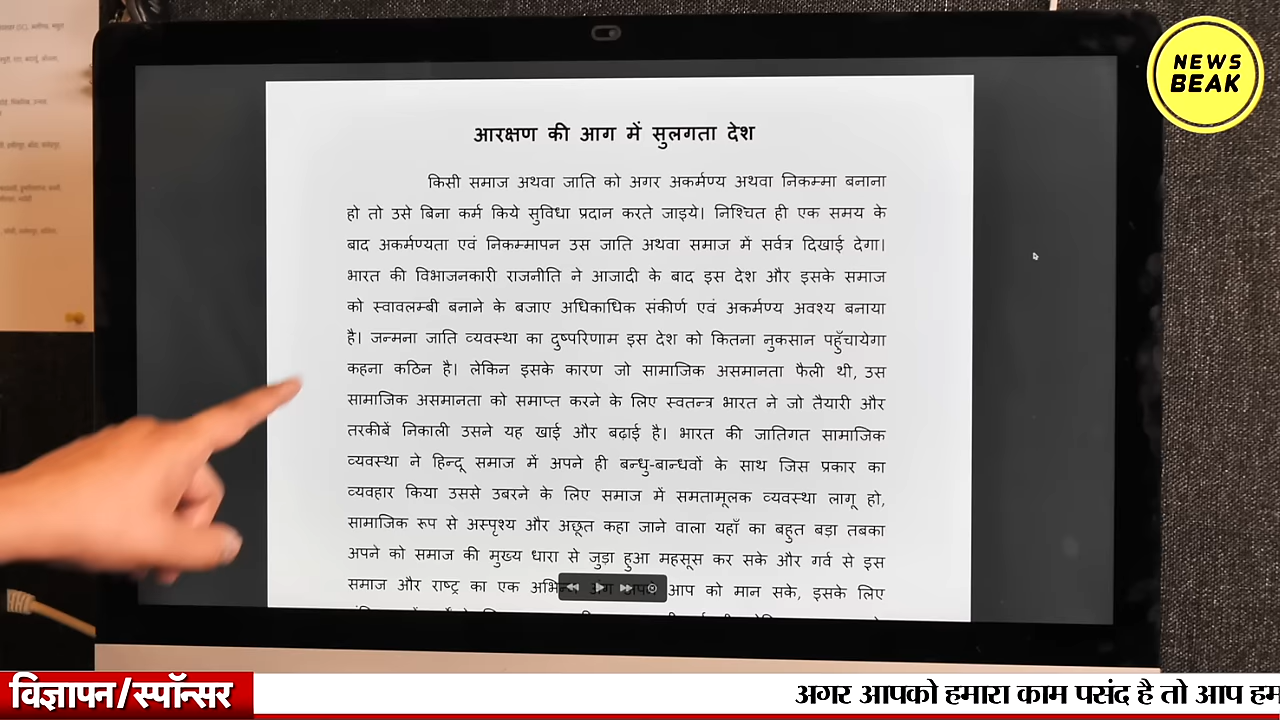 NEWS
BEAK
आरक्षण की आग में सुलगता देश
किसी समाज अथवा जाति को अगर अकर्मण्य अथवा निकम्मा बनाना
हो तो उसे बिना कर्म किये सुविधा प्रदान करते जाइये। निश्चित ही एक समय के
बाद अकर्मण्यता एवं निकम्मापन उस जाति अथवा समाज में सर्वत्र दिखाई देगा।
भारत की विभाजनकारी राजनीति ने आजादी के बाद इस देश और इसके समाज
को स्वावलम्बी बनाने के बजाए अधिकाधिक संकीर्ण एवं अकर्मण्य अवश्य बनाया
है। जन्मना जाति व्यवस्था का दुष्परिणाम इस देश को कितना नुकसान पहुँचायेगा
कहना कठिन है। लेकिन इसके कारण जो सामाजिक असमानता फैली थी, उस
सामाजिक असमानता को समाप्त करने के लिए स्वतन्त्र भारत ने जो तैयारी और
तरकीबें निकाली उसने यह खाई और बढ़ाई है। भारत की जातिगत सामाजिक
व्यवस्था ने हिन्दू समाज में अपने ही बन्धु-बान्धवों के साथ जिस प्रकार का
व्यवहार किया उससे उबरने के लिए समाज में समतामूलक व्यवस्था लागू हो,
सामाजिक रूप से अस्पृश्य और अछूत कहा जाने वाला यहाँ का बहुत बड़ा तबका
अपने को समाज की मुख्य धारा से जुड़ा हुआ महसूस कर सके और गर्व से इस
समाज और राष्ट्र का एक आप को मान सके, इसके लिए
विज्ञापन/स्पॉन्सर
अगर आपको हमारा काम पसंद है तो आप हम